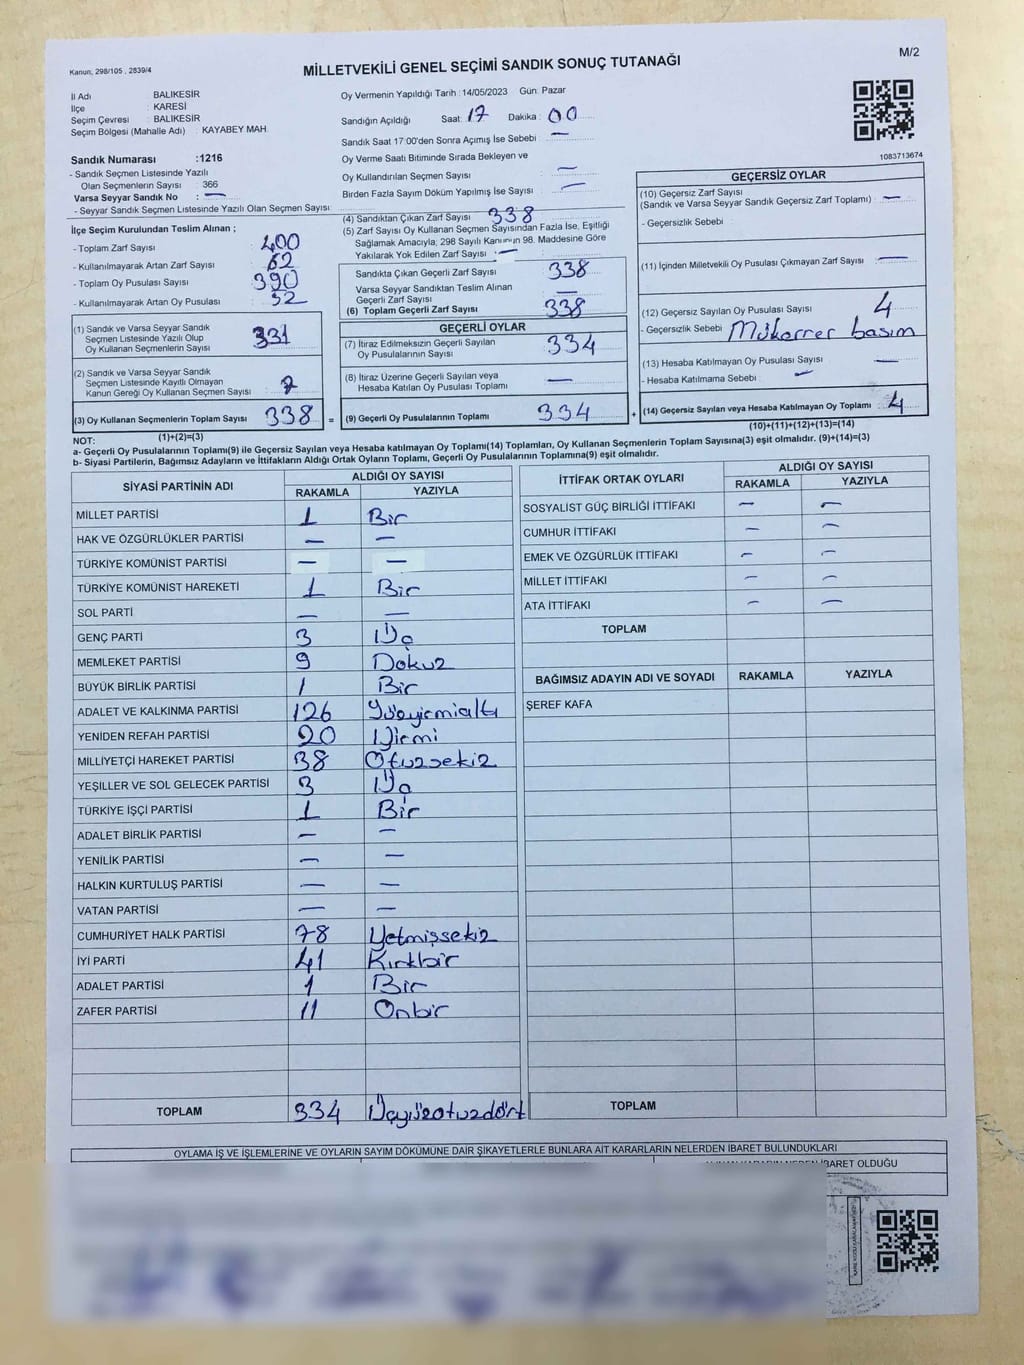 Kanun, 298/105 , 2839/4
MİLLETVEKİLİ GENEL SEÇİMİ SANDIK SONUÇ TUTANAĞI
M/2
İl Adı : BALIKESİR
İlçe : KARESİ
Seçim Çevresi : BALIKESİR
Seçim Bölgesi (Mahalle Adı) : KAYABEY MAH.
Sandık Numarası :1216
- Sandık Seçmen Listesinde Yazılı
Olan Seçmenlerin Sayısı : 366
Varsa Seyyar Sandık No : —
- Seyyar Sandık Seçmen Listesinde Yazılı Olan Seçmen Sayısı:
Oy Vermenin Yapıldığı Tarih : 14/05/2023 Gün: Pazar
Sandığın Açıldığı Saat: 17 Dakika : 00
Sandık Saat 17:00'den Sonra Açımış İse Sebebi : —
Oy Verme Saati Bitiminde Sırada Bekleyen ve
Oy Kullandırılan Seçmen Sayısı : —
Birden Fazla Sayım Döküm Yapılmış İse Sayısı : —
1083713674
İlçe Seçim Kurulundan Teslim Alınan ;
- Toplam Zarf Sayısı : 400
- Kullanılmayarak Artan Zarf Sayısı : 62
- Toplam Oy Pusulası Sayısı : 390
- Kullanılmayarak Artan Oy Pusulası : 52
(1) Sandık ve Varsa Seyyar Sandık
Seçmen Listesinde Yazılı Olup
Oy Kullanan Seçmenlerin Sayısı : 331
(2) Sandık ve Varsa Seyyar Sandık
Seçmen Listesinde Kayıtlı Olmayan
Kanun Gereği Oy Kullanan Seçmen Sayısı : 7
(3) Oy Kullanan Seçmenlerin Toplam Sayısı : 338
(1)+(2)=(3)
(4) Sandıktan Çıkan Zarf Sayısı : 338
(5) Zarf Sayısı Oy Kullanan Seçmen Sayısından Fazla İse, Eşitliği
Sağlamak Amacıyla; 298 Sayılı Kanunun 98. Maddesine Göre
Yakılarak Yok Edilen Zarf Sayısı : —
Sandıkta Çıkan Geçerli Zarf Sayısı : 338
Varsa Seyyar Sandıktan Teslim Alınan
Geçerli Zarf Sayısı : —
(6) Toplam Geçerli Zarf Sayısı : 338
GEÇERLİ OYLAR
(7) İtiraz Edilmeksizin Geçerli Sayılan
Oy Pusulalarının Sayısı : 334
(8) İtiraz Üzerine Geçerli Sayılan veya
Hesaba Katılan Oy Pusulası Toplamı : —
= (9) Geçerli Oy Pusulalarının Toplamı : 334 +
GEÇERSİZ OYLAR
(10) Geçersiz Zarf Sayısı
(Sandık ve Varsa Seyyar Sandık Geçersiz Zarf Toplamı) : —
- Geçersizlik Sebebi :
(11) İçinden Milletvekili Oy Pusulası Çıkmayan Zarf Sayısı : —
(12) Geçersiz Sayılan Oy Pusulası Sayısı : 4
- Geçersizlik Sebebi : Mükerrer basım
(13) Hesaba Katılmayan Oy Pusulası Sayısı : —
- Hesaba Katılmama Sebebi : —
(14) Geçersiz Sayılan veya Hesaba Katılmayan Oy Toplamı : 4
(10)+(11)+(12)+(13)=(14)
NOT:
a- Geçerli Oy Pusulalarının Toplamı(9) ile Geçersiz Sayılan veya Hesaba katılmayan Oy Toplamı(14) Toplamları, Oy Kullanan Seçmenlerin Toplam Sayısına(3) eşit olmalıdır. (9)+(14)=(3)
b- Siyasi Partilerin, Bağımsız Adayların ve İttifakların Aldığı Ortak Oyların Toplamı, Geçerli Oy Pusulalarının Toplamına(9) eşit olmalıdır.
SİYASİ PARTİNİN ADI ALDIĞI OY SAYISI
RAKAMLA YAZIYLA
MİLLET PARTİSİ 1 Bir
HAK VE ÖZGÜRLÜKLER PARTİSİ — —
TÜRKİYE KOMÜNİST PARTİSİ — —
TÜRKİYE KOMÜNİST HAREKETİ 1 Bir
SOL PARTİ — —
GENÇ PARTİ 3 Üç
MEMLEKET PARTİSİ 9 Dokuz
BÜYÜK BİRLİK PARTİSİ 1 Bir
ADALET VE KALKINMA PARTİSİ 126 Yüzyirmialtı
YENİDEN REFAH PARTİSİ 20 Yirmi
MİLLİYETÇİ HAREKET PARTİSİ 38 Otuzsekiz
YEŞİLLER VE SOL GELECEK PARTİSİ 3 Üç
TÜRKİYE İŞÇİ PARTİSİ 1 Bir
ADALET BİRLİK PARTİSİ — —
YENİLİK PARTİSİ — —
HALKIN KURTULUŞ PARTİSİ — —
VATAN PARTİSİ — —
CUMHURİYET HALK PARTİSİ 78 Yetmişsekiz
İYİ PARTİ 41 Kırkbir
ADALET PARTİSİ 1 Bir
ZAFER PARTİSİ 11 Onbir
TOPLAM 334 Üçyüzotuzdört
İTTİFAK ORTAK OYLARI ALDIĞI OY SAYISI
RAKAMLA YAZIYLA
SOSYALİST GÜÇ BİRLİĞİ İTTİFAKI — —
CUMHUR İTTİFAKI — —
EMEK VE ÖZGÜRLÜK İTTİFAKI — —
MİLLET İTTİFAKI — —
ATA İTTİFAKI — —
TOPLAM
BAĞIMSIZ ADAYIN ADI VE SOYADI RAKAMLA YAZIYLA
ŞEREF KAFA
TOPLAM
OYLAMA İŞ VE İŞLEMLERİNE VE OYLARIN SAYIM DÖKÜMÜNE DAİR ŞİKAYETLERLE BUNLARA AİT KARARLARIN NELERDEN İBARET BULUNDUKLARI
İBARET OLDUĞU